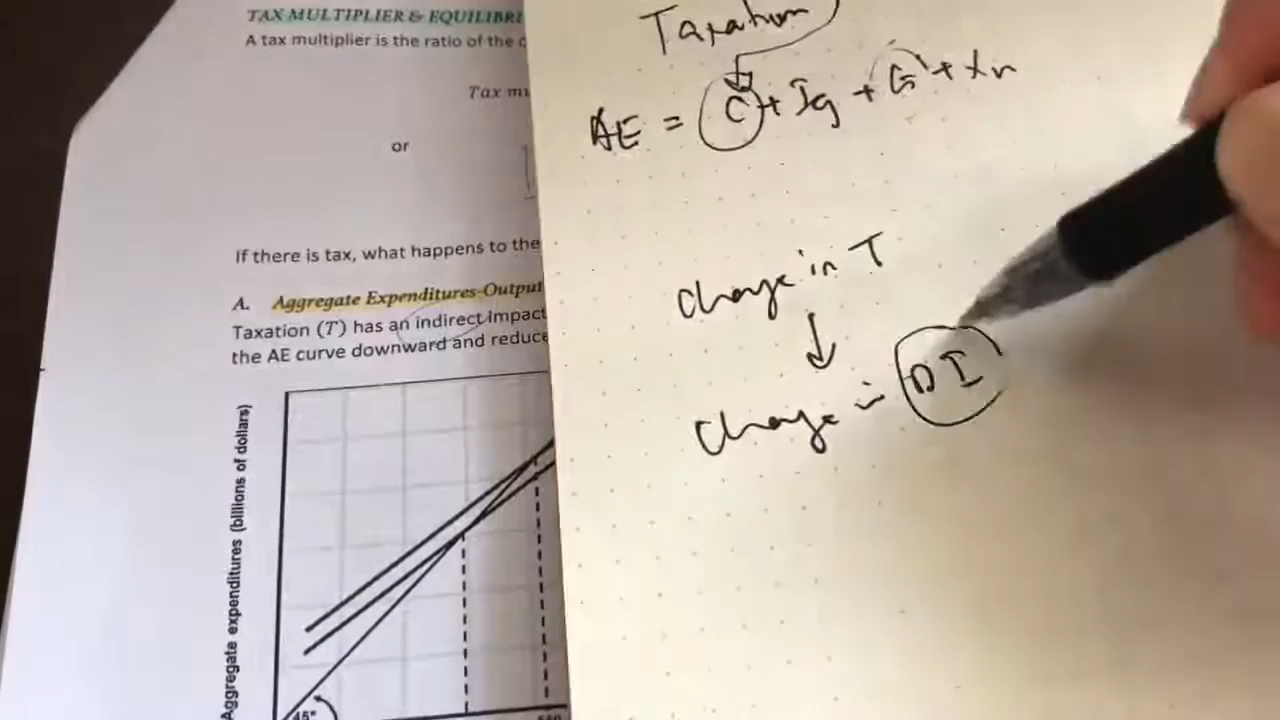 TAX MULTIPLIER & EQUILIBRI
A tax multiplier is the ratio of the c
Tax mu
or
If there is tax, what happens to the
A. Aggregate Expenditures-Output
Taxation (T) has an indirect impact
the AE curve downward and reduce
Aggregate expenditures (billions of dollars)
45°
Taxation
AE = C + Ig + G + Xn
Change in T
Change in DI